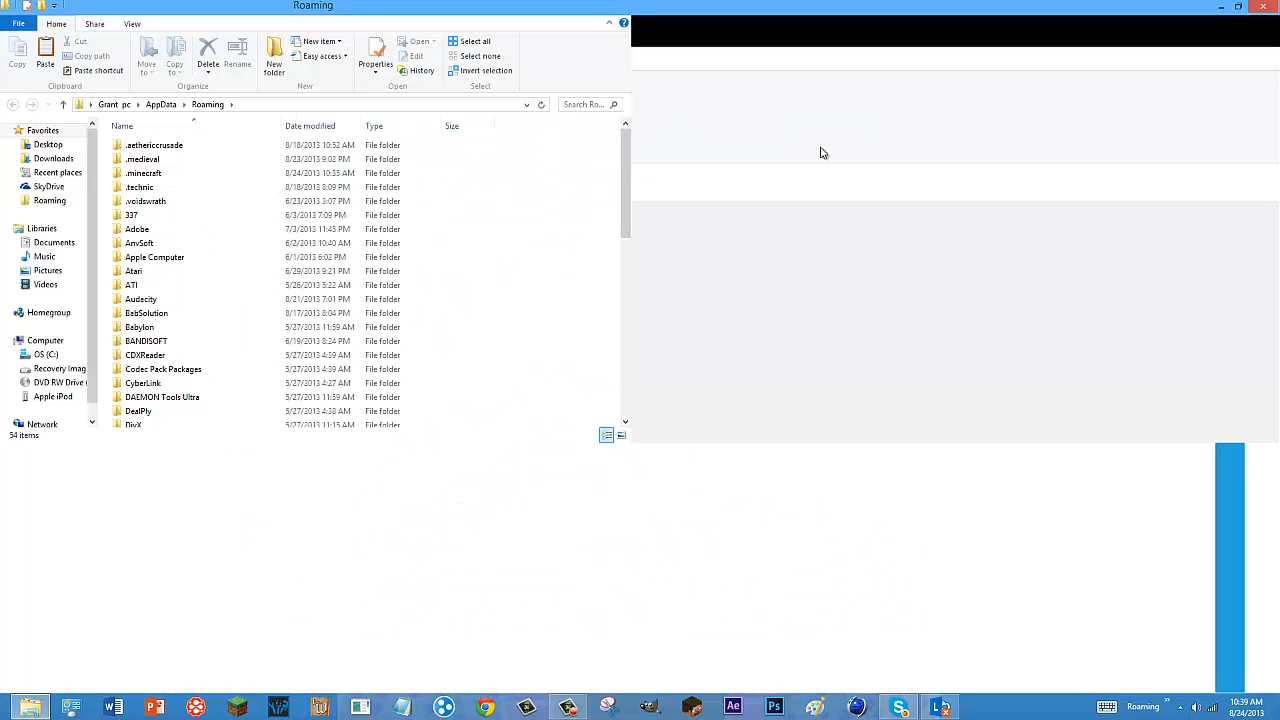 Roaming
File Home Share View
Copy Paste Cut Copy path Paste shortcut
Move to Copy to Delete Rename
New folder New item Easy access
Properties Open Edit History
Select all Select none Invert selection
Clipboard Organize New Open Select
Grant pc AppData Roaming Search Ro...
Favorites
Desktop
Downloads
Recent places
SkyDrive
Roaming
Libraries
Documents
Music
Pictures
Videos
Homegroup
Computer
OS (C:)
Recovery Imag
DVD RW Drive (
Apple iPod
Network
Name Date modified Type Size
.aethericcrusade 8/18/2013 10:52 AM File folder
.medieval 8/23/2013 9:02 PM File folder
.minecraft 8/24/2013 10:35 AM File folder
.technic 8/18/2013 8:09 PM File folder
.voidswrath 6/23/2013 3:07 PM File folder
337 6/3/2013 7:09 PM File folder
Adobe 7/3/2013 11:45 PM File folder
AnvSoft 6/2/2013 10:40 AM File folder
Apple Computer 6/1/2013 6:02 PM File folder
Atari 6/29/2013 9:21 PM File folder
ATI 5/26/2013 5:22 AM File folder
Audacity 8/21/2013 7:01 PM File folder
BabSolution 8/17/2013 8:04 PM File folder
Babylon 5/27/2013 11:59 AM File folder
BANDISOFT 6/19/2013 8:24 PM File folder
CDXReader 5/27/2013 4:39 AM File folder
Codec Pack Packages 5/27/2013 4:39 AM File folder
CyberLink 5/27/2013 4:27 AM File folder
DAEMON Tools Ultra 5/27/2013 11:59 AM File folder
DealPly 5/27/2013 4:38 AM File folder
DivX 5/27/2013 11:15 AM File folder
54 items
Ae Ps
Roaming
10:39 AM
8/24/2013